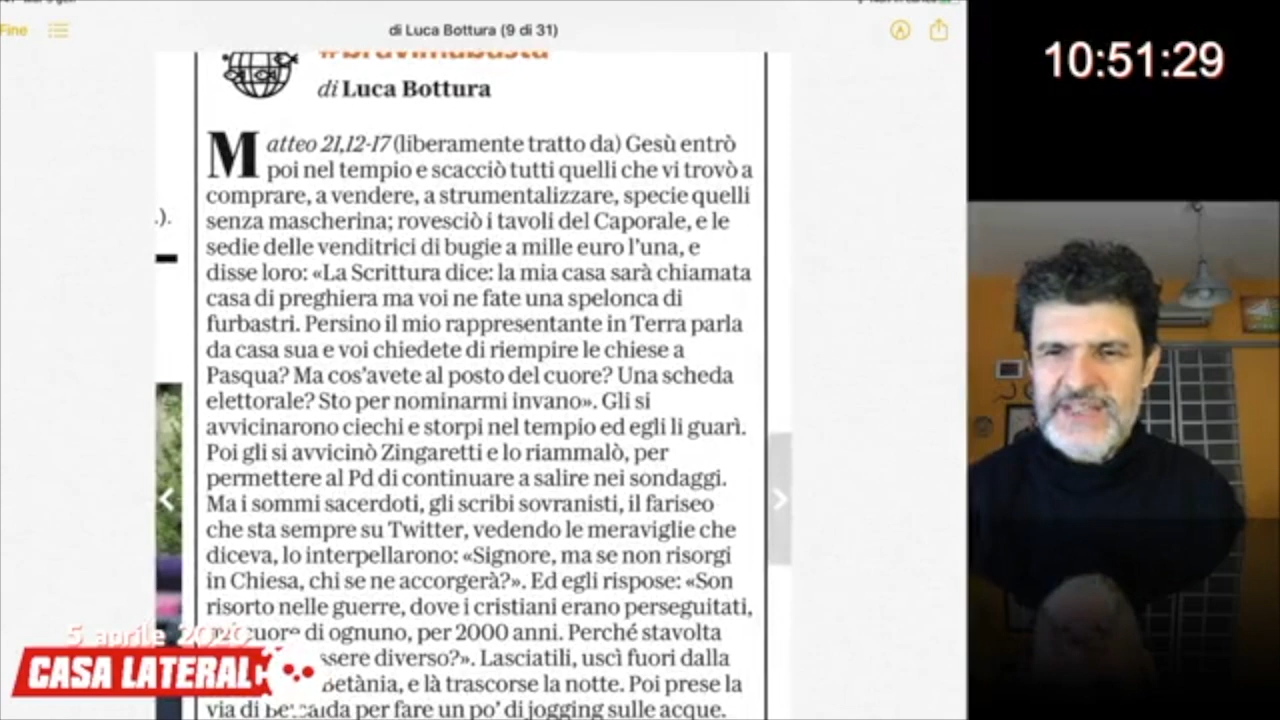 Fine
di Luca Bottura (9 di 31)
10:51:29
#bravimabasta
di Luca Bottura
Matteo 21,12-17 (liberamente tratto da) Gesù entrò
poi nel tempio e scacciò tutti quelli che vi trovò a
comprare, a vendere, a strumentalizzare, specie quelli
senza mascherina; rovesciò i tavoli del Caporale, e le
sedie delle venditrici di bugie a mille euro l'una, e
disse loro: «La Scrittura dice: la mia casa sarà chiamata
casa di preghiera ma voi ne fate una spelonca di
furbastri. Persino il mio rappresentante in Terra parla
da casa sua e voi chiedete di riempire le chiese a
Pasqua? Ma cos'avete al posto del cuore? Una scheda
elettorale? Sto per nominarmi invano». Gli si
avvicinarono ciechi e storpi nel tempio ed egli li guarì.
Poi gli si avvicinò Zingaretti e lo riammalò, per
permettere al Pd di continuare a salire nei sondaggi.
Ma i sommi sacerdoti, gli scribi sovranisti, il fariseo
che sta sempre su Twitter, vedendo le meraviglie che
diceva, lo interpellarono: «Signore, ma se non risorgi
in Chiesa, chi se ne accorgerà?». Ed egli rispose: «Son
risorto nelle guerre, dove i cristiani erano perseguitati,
cuore di ognuno, per 2000 anni. Perché stavolta
ssere diverso?». Lasciatili, uscì fuori dalla
Betània, e là trascorse la notte. Poi prese la
via di per fare un po' di jogging sulle acque.
).
5 aprile 2020
CASA LATERAL